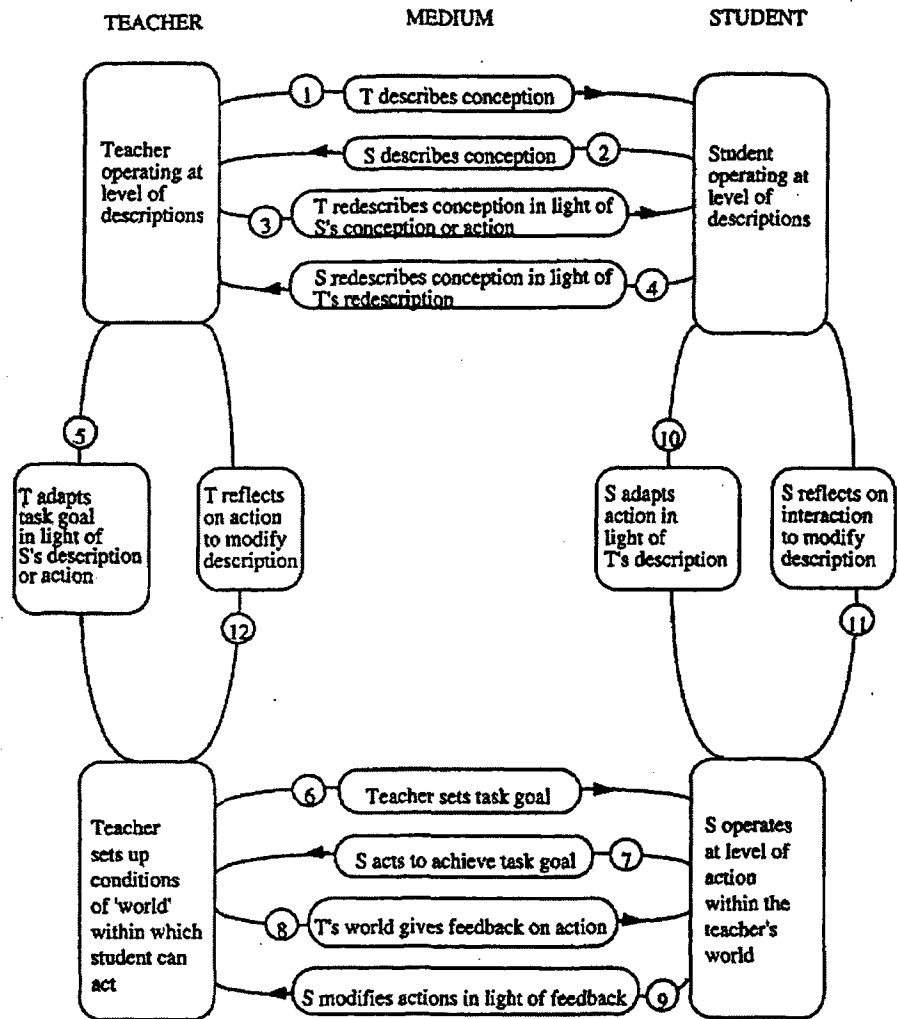 TEACHER
MEDIUM
STUDENT
Teacher
operating at
level of
descriptions
1
T describes conception
S describes conception
2
3
T redescribes conception in light of
S's conception or action
S redescribes conception in light of
T's redescription
4
Student
operating at
level of
descriptions
5
T adapts
task goal
in light of
S's description
or action
T reflects
on action
to modify
description
12
10
S adapts
action in
light of
T's description
S reflects on
interaction
to modify
description
11
Teacher
sets up
conditions
of 'world'
within which
student can
act
6
Teacher sets task goal
S acts to achieve task goal
7
8
T's world gives feedback on action
S modifies actions in light of feedback
9
S operates
at level of
action
within the
teacher's
world